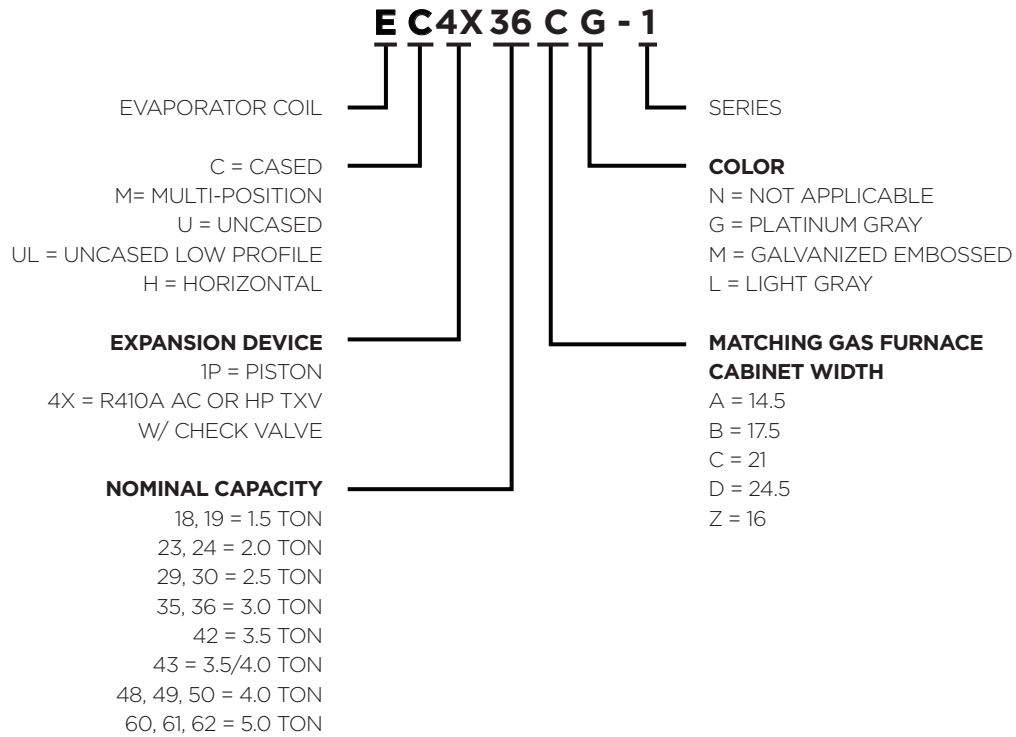 E C4X 36 C G - 1
EVAPORATOR COIL
C = CASED
M= MULTI-POSITION
U = UNCASED
UL = UNCASED LOW PROFILE
H = HORIZONTAL
EXPANSION DEVICE
1P = PISTON
4X = R410A AC OR HP TXV
W/ CHECK VALVE
NOMINAL CAPACITY
18, 19 = 1.5 TON
23, 24 = 2.0 TON
29, 30 = 2.5 TON
35, 36 = 3.0 TON
42 = 3.5 TON
43 = 3.5/4.0 TON
48, 49, 50 = 4.0 TON
60, 61, 62 = 5.0 TON
SERIES
COLOR
N = NOT APPLICABLE
G = PLATINUM GRAY
M = GALVANIZED EMBOSSED
L = LIGHT GRAY
MATCHING GAS FURNACE
CABINET WIDTH
A = 14.5
B = 17.5
C = 21
D = 24.5
Z = 16